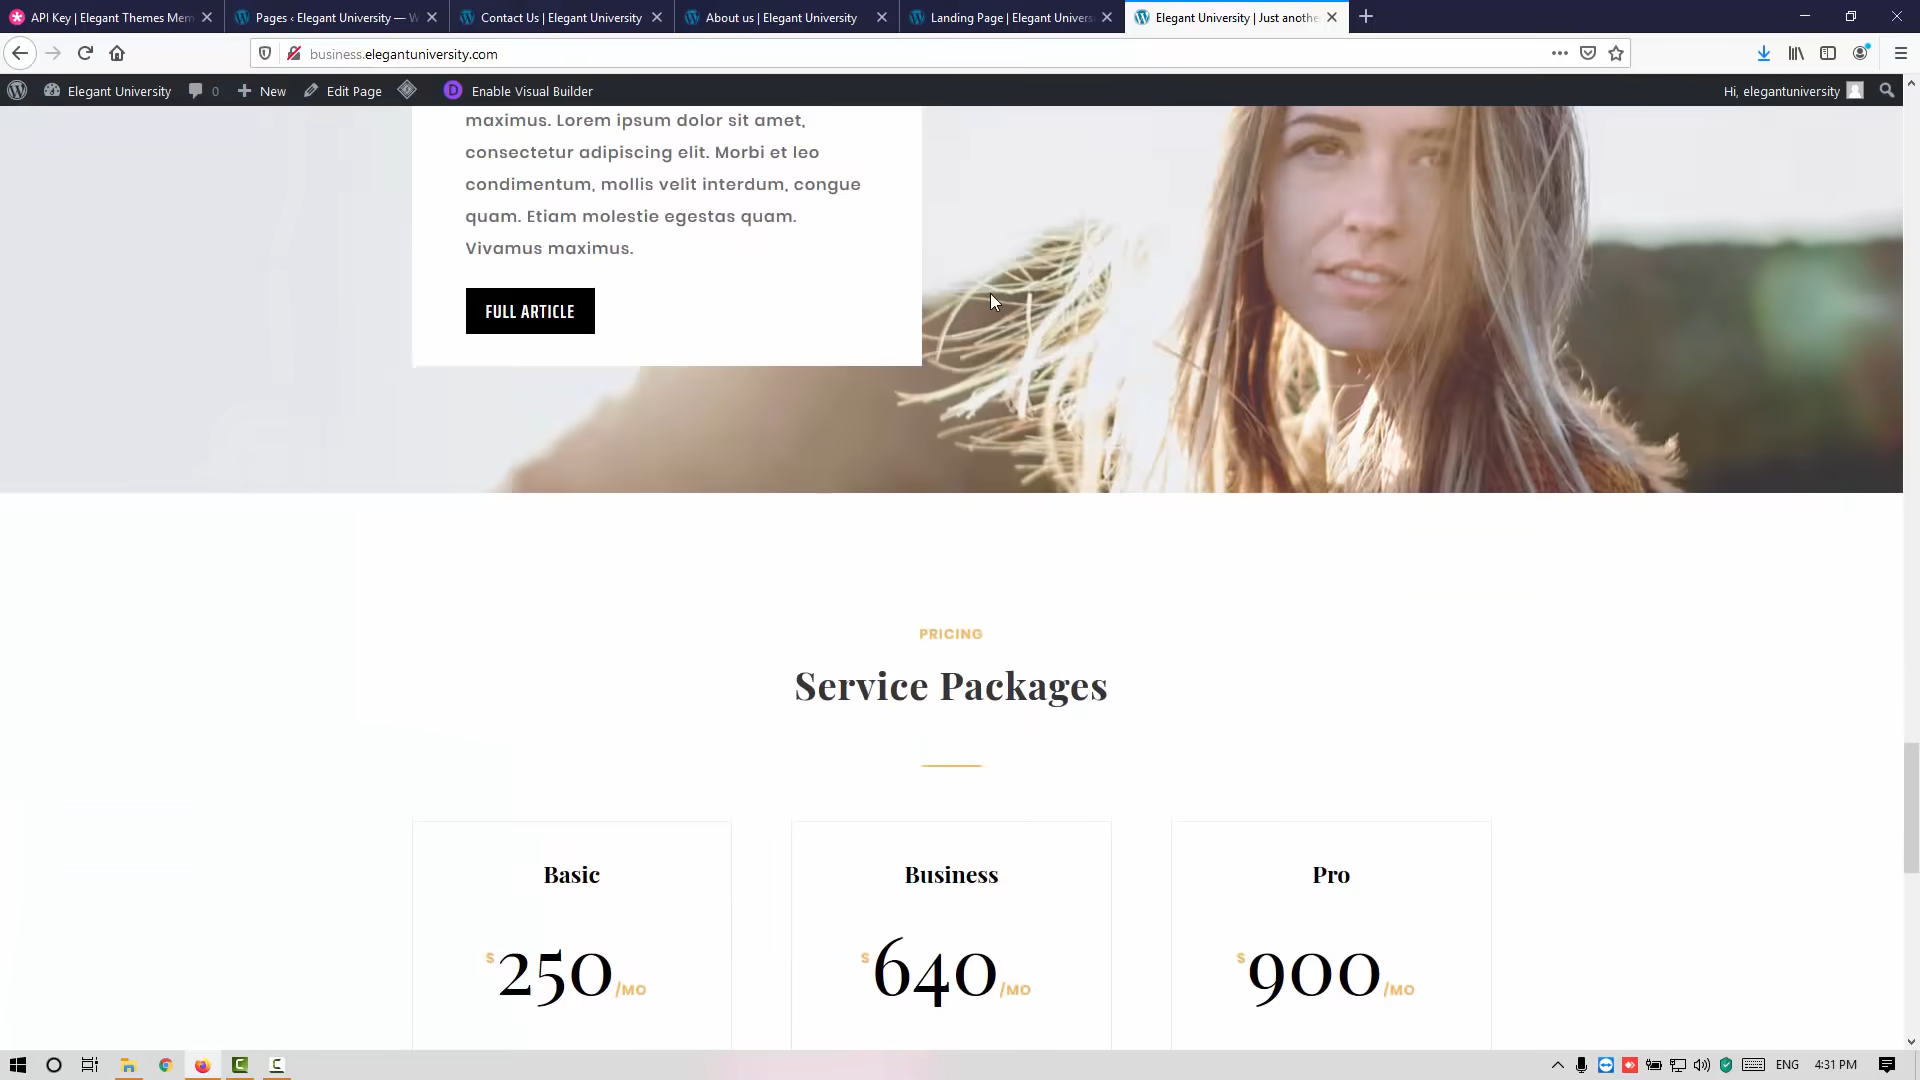 API Key | Elegant Themes Mem
Pages ‹ Elegant University — W
Contact Us | Elegant University
About us | Elegant University
Landing Page | Elegant Univers
Elegant University | Just anothe
business.elegantuniversity.com
Elegant University
0
New
Edit Page
D
Enable Visual Builder
Hi, elegantuniversity
maximus. Lorem ipsum dolor sit amet,
consectetur adipiscing elit. Morbi et leo
condimentum, mollis velit interdum, congue
quam. Etiam molestie egestas quam.
Vivamus maximus.
FULL ARTICLE
PRICING
Service Packages
Basic
Business
Pro
$250/MO
$640/MO
$900/MO
ENG
4:31 PM